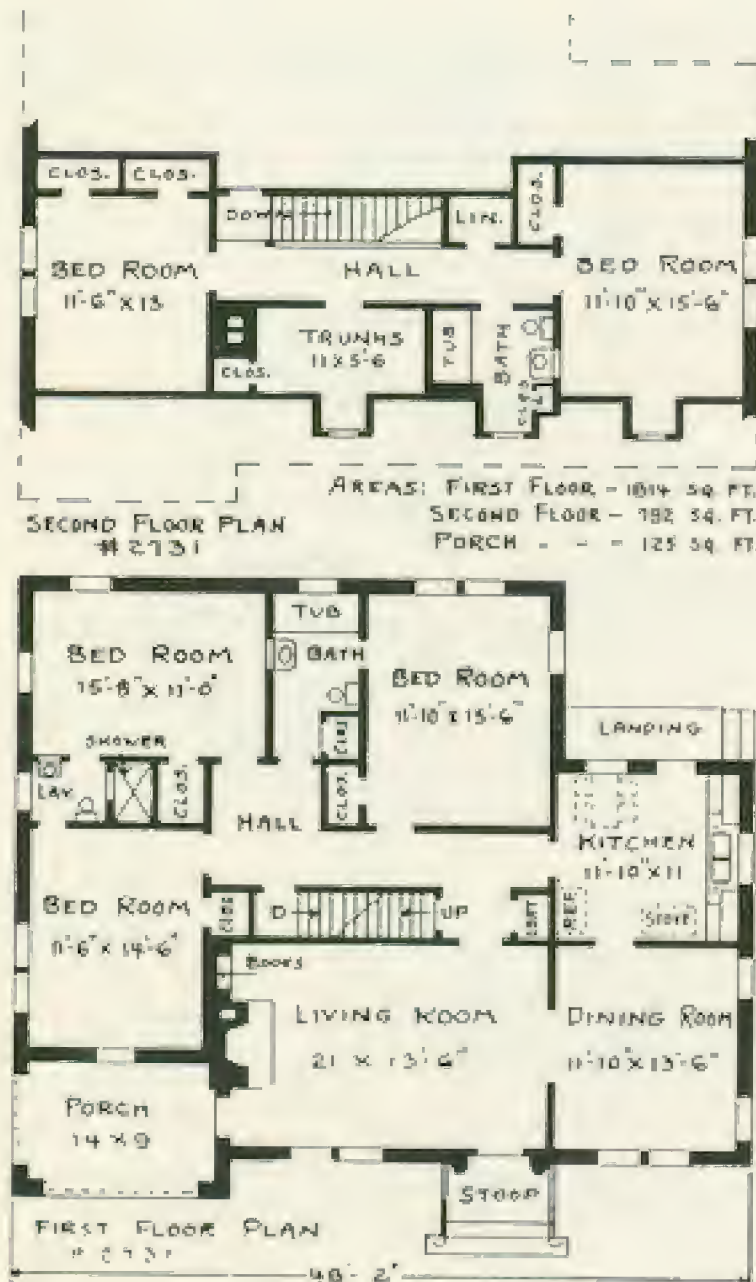 CLOS. CLOS.
DOWN
LIN.
CLOS.
BED ROOM
11'-6" X 13
HALL
BED ROOM
11'-10" X 15'-6"
TRUNKS
11 X 5'-6
TUB
BATH
CLOS.
CLOS.
AREAS: FIRST FLOOR - 1814 SQ. FT.
SECOND FLOOR - 792 SQ. FT.
PORCH - - - 125 SQ. FT.
SECOND FLOOR PLAN
# 2731
TUB
BED ROOM
15'-8" X 11'-0"
BATH
BED ROOM
11'-10" X 15'-6"
SHOWER
LAV.
CLOS.
CLOS.
CLOS.
LANDING
HALL
KITCHEN
11'-10" X 11
BED ROOM
11'-6" X 14'-6"
CLOS
D
UP
REF.
STOVE
BOOKS
LIVING ROOM
21 X 13'-6"
DINING ROOM
11'-10" X 13'-6"
PORCH
14 X 9
STOOP
FIRST FLOOR PLAN
# 2731
48'-2"